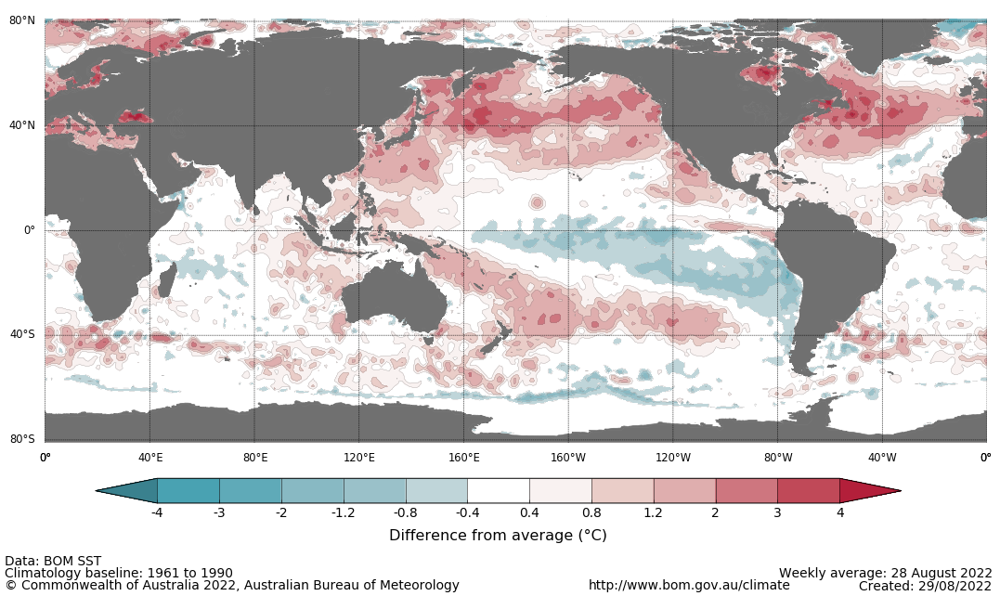 80°N
40°N
0°
40°S
80°S
0° 40°E 80°E 120°E 160°E 160°W 120°W 80°W 40°W 0°
-4 -3 -2 -1.2 -0.8 -0.4 0.4 0.8 1.2 2 3 4
Difference from average (°C)
Data: BOM SST
Climatology baseline: 1961 to 1990
Weekly average: 28 August 2022
© Commonwealth of Australia 2022, Australian Bureau of Meteorology
http://www.bom.gov.au/climate
Created: 29/08/2022